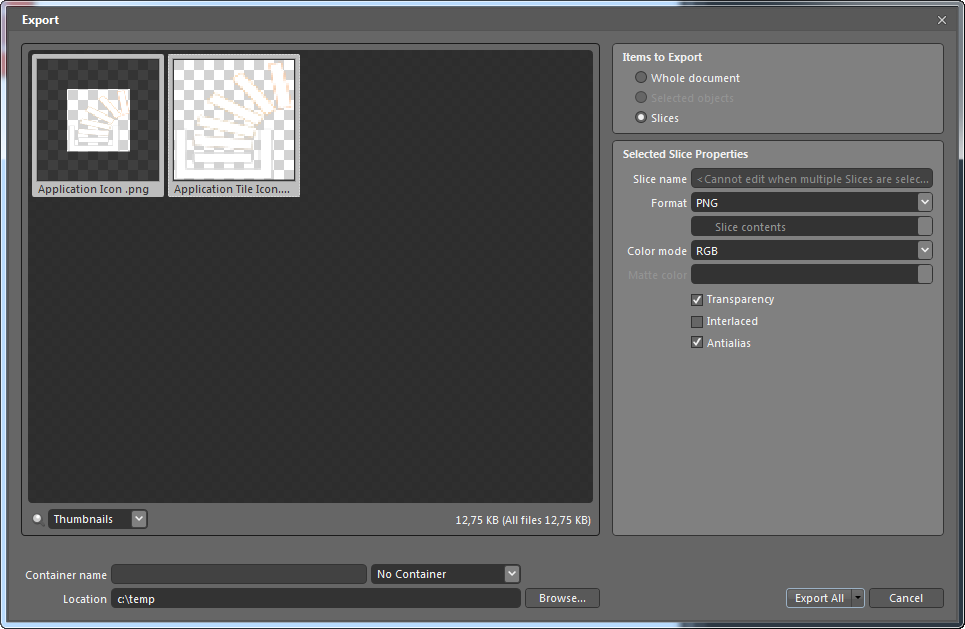 Export
Application Icon .png
Application Tile Icon....
Thumbnails
12,75 KB (All files 12,75 KB)
Items to Export
Whole document
Selected objects
Slices
Selected Slice Properties
Slice name <Cannot edit when multiple Slices are selec...
Format PNG
Slice contents
Color mode RGB
Matte color
Transparency
Interlaced
Antialias
Container name No Container
Location c:\temp Browse... Export All Cancel